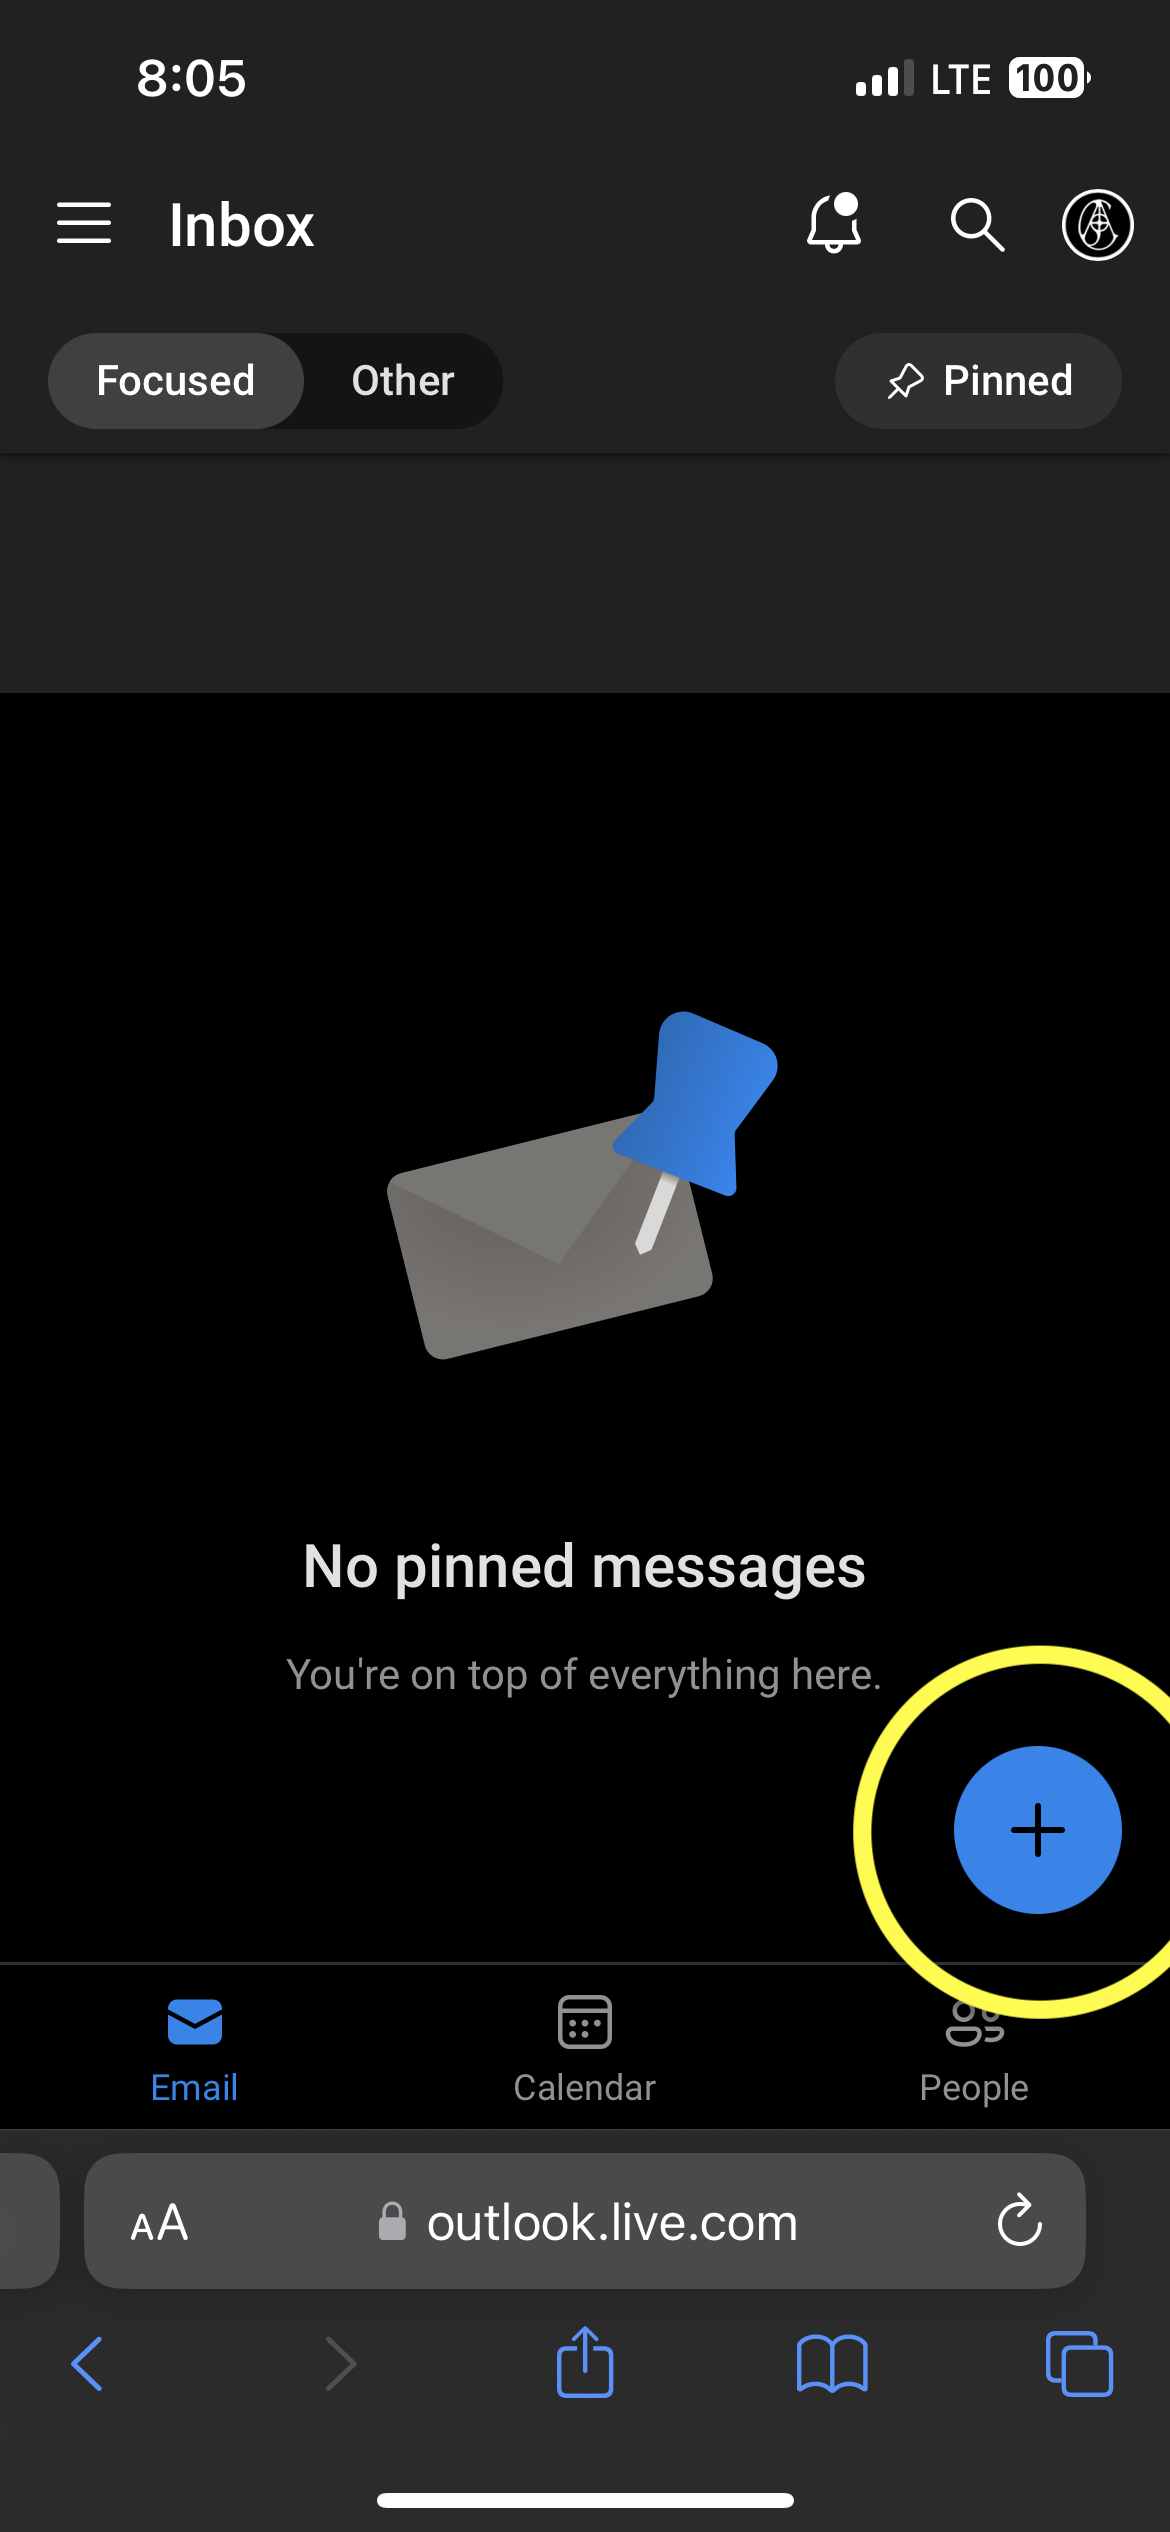 8:05
LTE 100
Inbox
Focused Other Pinned
No pinned messages
You're on top of everything here.
Email Calendar People
AA outlook.live.com